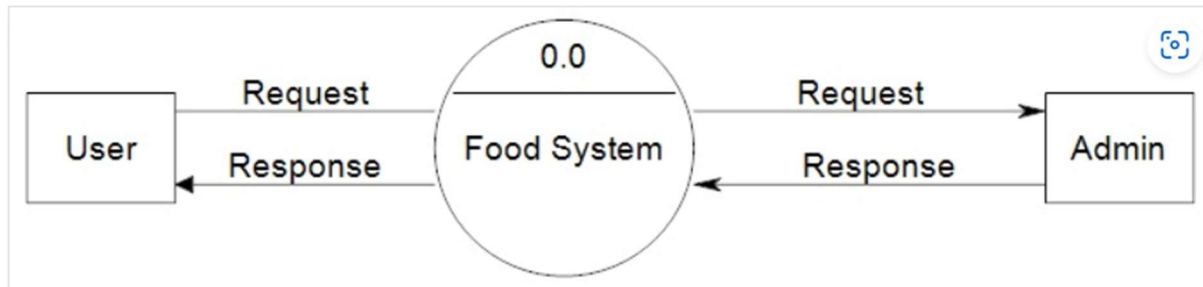 0.0
Request
Request
User
Food System
Admin
Response
Response